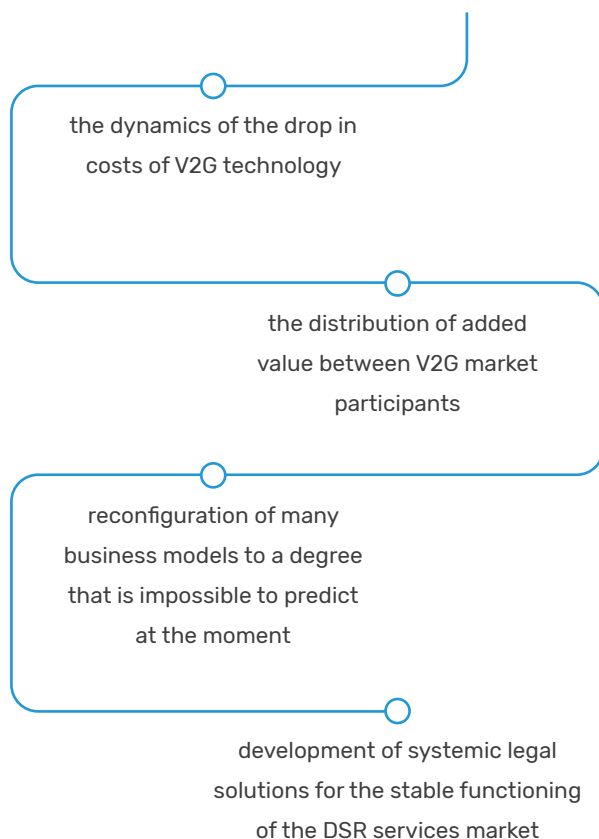 the dynamics of the drop in
costs of V2G technology
the distribution of added
value between V2G market
participants
reconfiguration of many
business models to a degree
that is impossible to predict
at the moment
development of systemic legal
solutions for the stable functioning
of the DSR services market